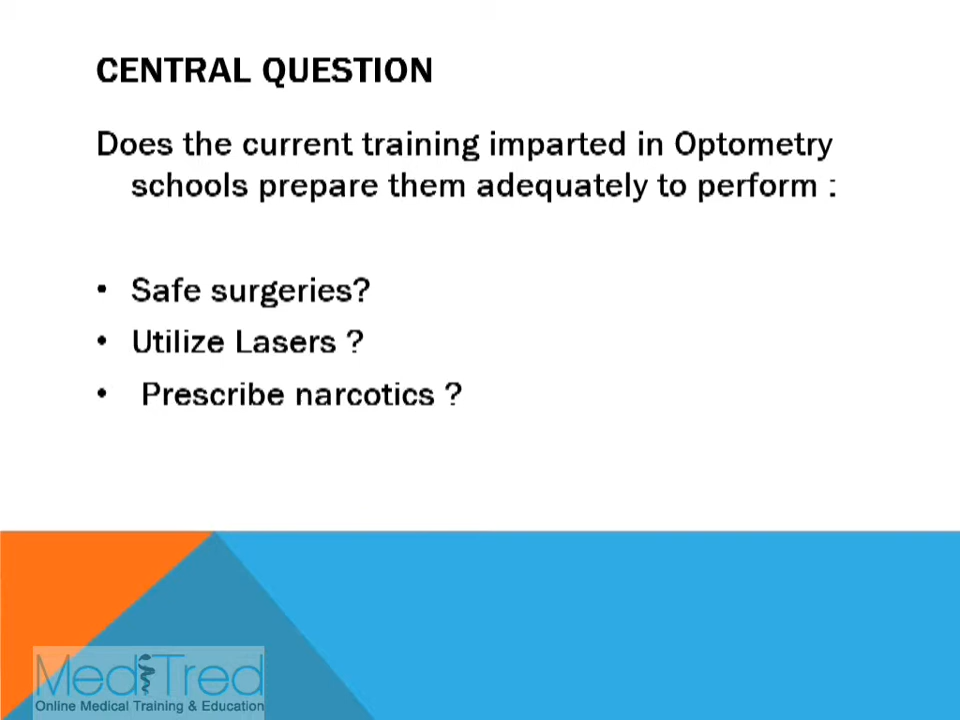 CENTRAL QUESTION
Does the current training imparted in Optometry
schools prepare them adequately to perform :
• Safe surgeries?
• Utilize Lasers ?
• Prescribe narcotics ?
MediTred
Online Medical Training & Education